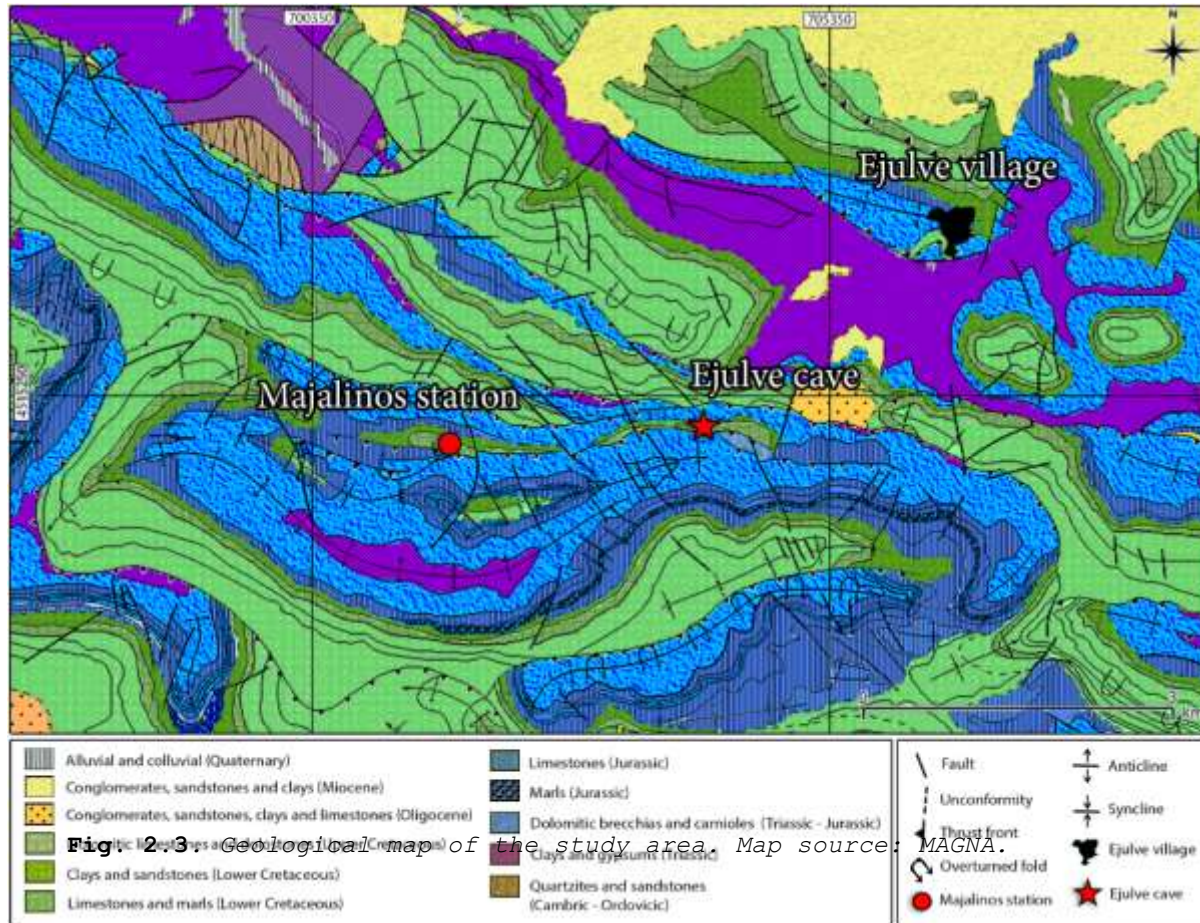 700350
705350
N
Ejulve village
Ejulve cave
Majalinos station
0
3
Alluvial and colluvial (Quaternary)
Conglomerates, sandstones and clays (Miocene)
Conglomerates, sandstones, clays and limestones (Oligocene)
Clays and sandstones (Lower Cretaceous)
Limestones and marls (Lower Cretaceous)
Limestones (Jurassic)
Marls (Jurassic)
Dolomitic brecchias and carnioles (Triassic - Jurassic)
Clays and gypsums (Triassic)
Quartzites and sandstones
(Cambric - Ordovicic)
Fault
Unconformity
Thrust front
Overturned fold
Majalinos station
Anticline
Syncline
Ejulve village
Ejulve cave
Fig. 2.3. Geological map of the study area. Map source: MAGNA.